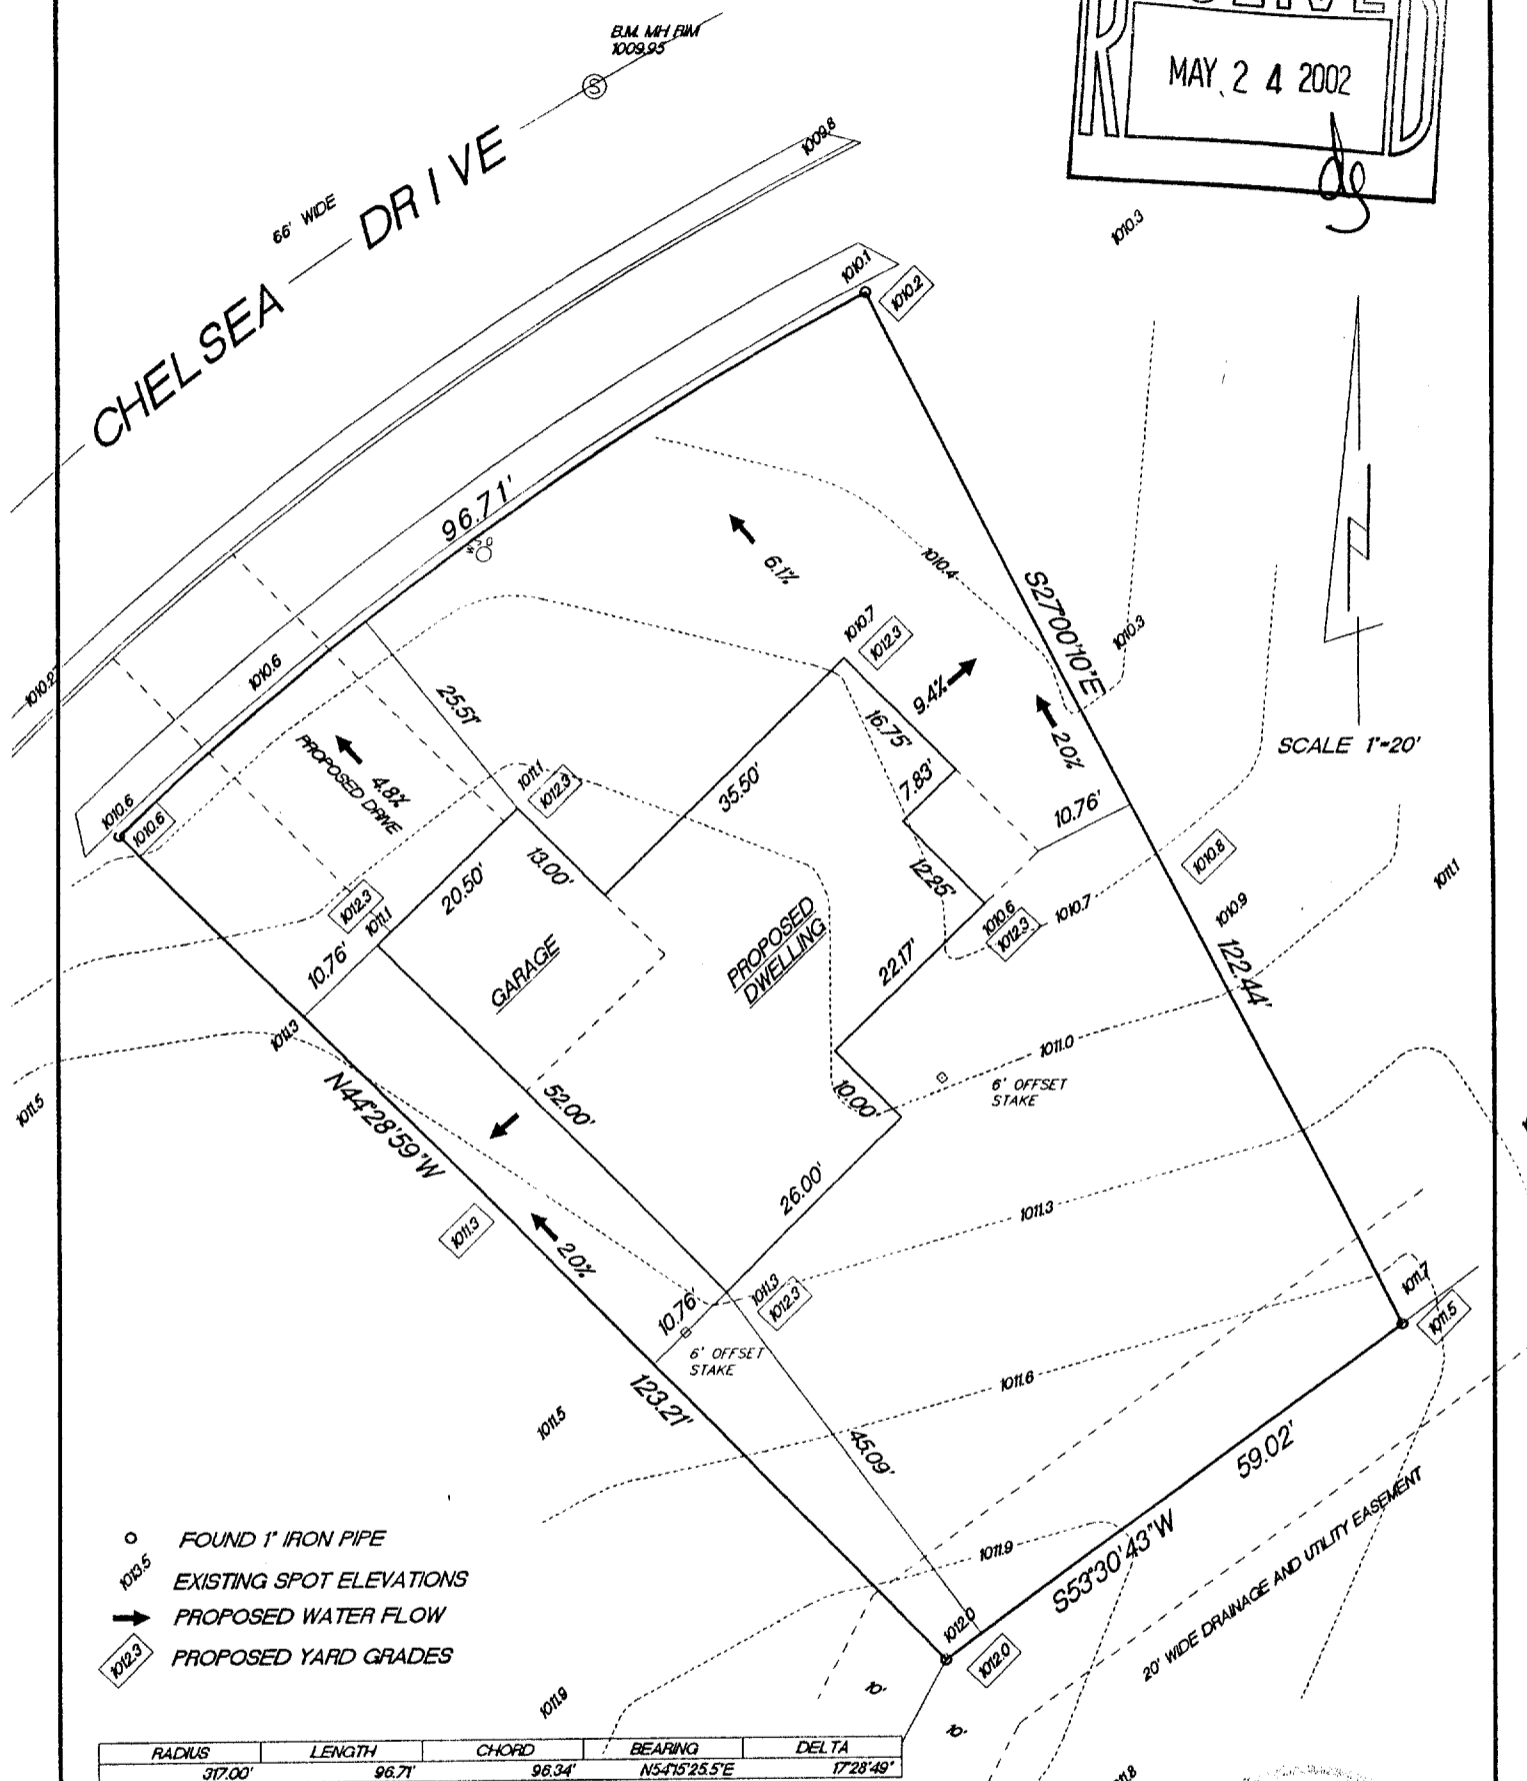 B.M. MH RIM
1009.95
MAY 2 4 2002
dg
CHELSEA DRIVE
66' WIDE
S
1009.8
1010.1
1010.2
1010.3
96.71'
6.1%
1010.4
S27°00'10"E
1010.3
1010.7
1012.3
9.4%
2.0%
SCALE 1"=20'
1010.2
1010.6
25.51'
16.75'
7.83'
35.50'
PROPOSED DRIVE
4.8%
1011.1
1012.3
10.76'
1010.6
1010.6
13.00'
20.50'
12.25'
1010.8
1011.1
1012.3
1011.1
10.76'
GARAGE
PROPOSED
DWELLING
1010.6
1012.3
1010.7
1010.9
122.44'
22.17'
1011.3
1011.0
6' OFFSET
STAKE
1011.5
N44°28'59"W
52.00'
10.00'
26.00'
1011.3
1011.3
2.0%
1011.3
1012.3
10.76'
1011.7
1011.5
6' OFFSET
STAKE
1011.6
123.21'
1011.5
45.09'
59.02'
1011.9
S53°30'43"W
20' WIDE DRAINAGE AND UTILITY EASEMENT
1012.0
1012.0
10'
10'
1011.9
FOUND 1" IRON PIPE
1013.5 EXISTING SPOT ELEVATIONS
PROPOSED WATER FLOW
1012.3 PROPOSED YARD GRADES
RADIUS LENGTH CHORD BEARING DELTA
317.00' 96.71' 96.34' N54°15'25.5"E 17°28'49"